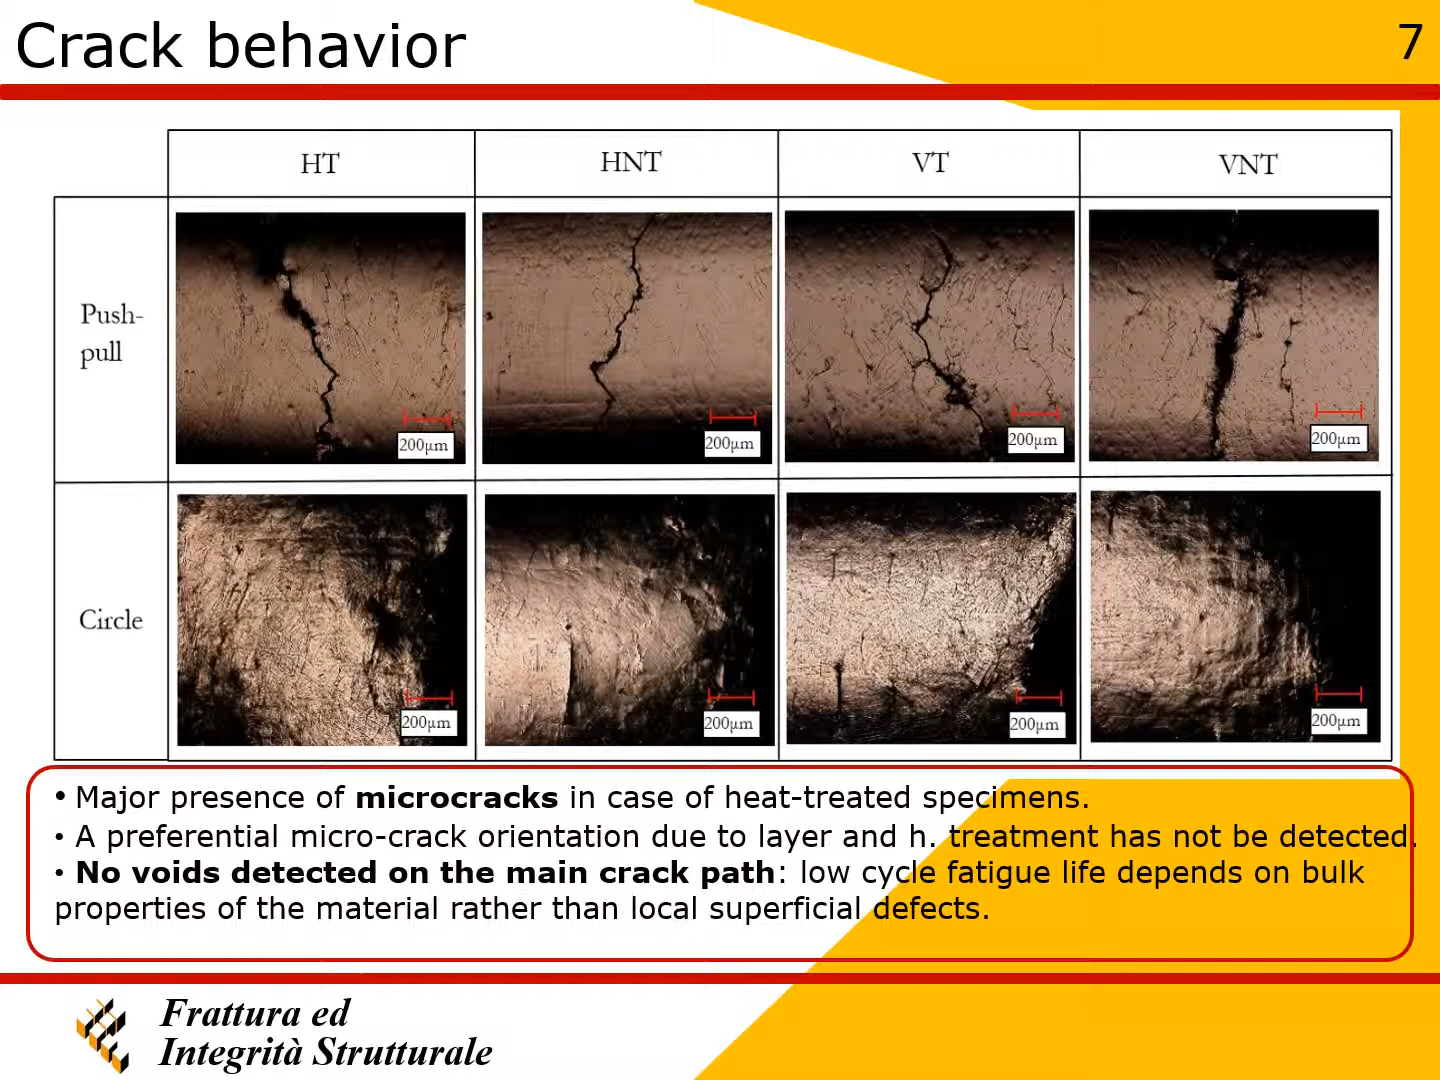 Crack behavior
7
HT
HNT
VT
VNT
Push-
pull
200μm
200μm
200μm
200μm
Circle
200μm
200μm
200μm
200μm
• Major presence of microcracks in case of heat-treated specimens.
• A preferential micro-crack orientation due to layer and h. treatment has not be detected.
• No voids detected on the main crack path: low cycle fatigue life depends on bulk
properties of the material rather than local superficial defects.
Frattura ed
Integrità Strutturale